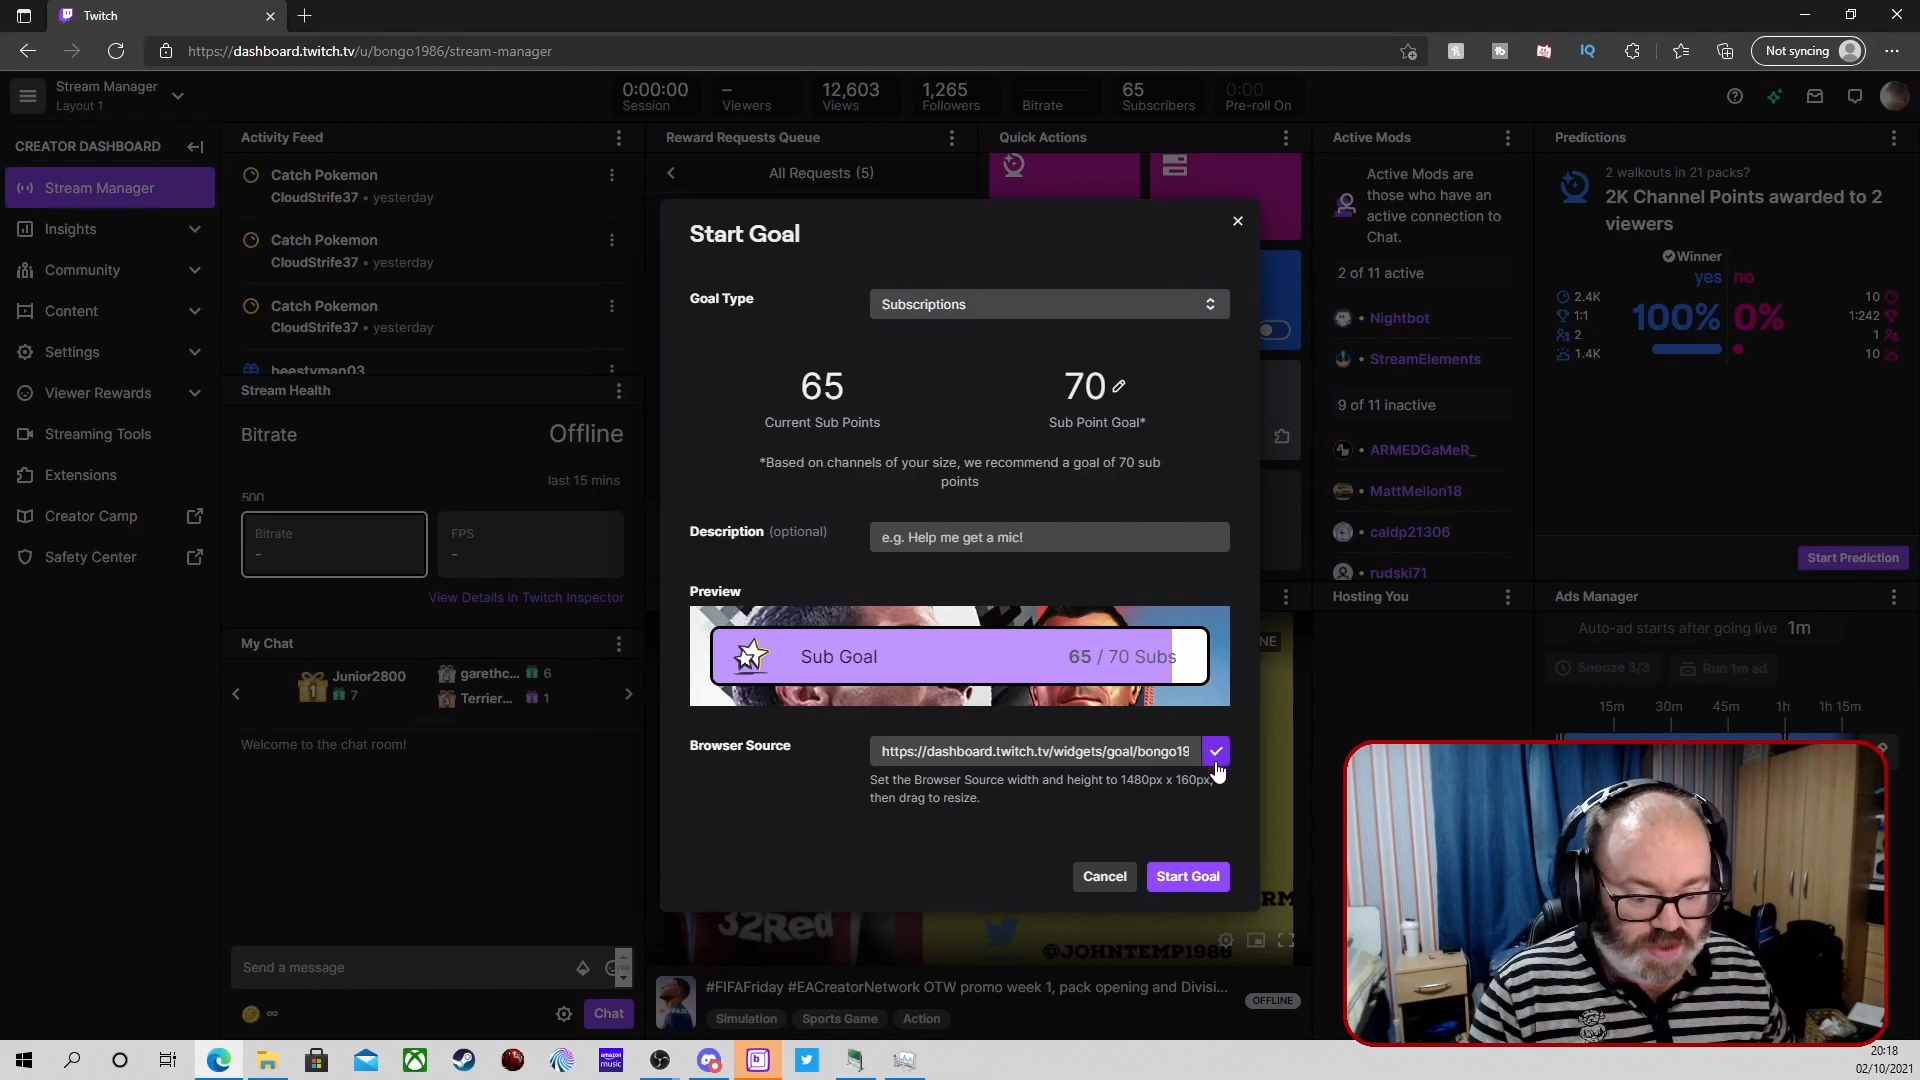 Twitch
https://dashboard.twitch.tv/u/bongo1986/stream-manager
Not syncing
Stream Manager
Layout 1
0:00:00
Session
–
Viewers
12,603
Views
1,265
Followers
Bitrate
65
Subscribers
0:00
Pre-roll On
CREATOR DASHBOARD
Stream Manager
Insights
Community
Content
Settings
Viewer Rewards
Streaming Tools
Extensions
Creator Camp
Safety Center
Activity Feed
Catch Pokemon
CloudStrife37 • yesterday
Catch Pokemon
CloudStrife37 • yesterday
Catch Pokemon
CloudStrife37 • yesterday
beestyman03
Stream Health
Bitrate
Offline
last 15 mins
500
Bitrate
-
FPS
-
View Details in Twitch Inspector
My Chat
1
Junior2800
7
garethc... 6
Terrier... 1
Welcome to the chat room!
Send a message
Chat
Reward Requests Queue
All Requests (5)
Quick Actions
Start Goal
Goal Type
Subscriptions
65
Current Sub Points
70
Sub Point Goal*
*Based on channels of your size, we recommend a goal of 70 sub
points
Description (optional)
e.g. Help me get a mic!
Preview
Sub Goal
65 / 70 Subs
Browser Source
https://dashboard.twitch.tv/widgets/goal/bongo19
Set the Browser Source width and height to 1480px x 160px,
then drag to resize.
Cancel
Start Goal
32Red
@JOHNTEMP1986
#FIFAFriday #EACreatorNetwork OTW promo week 1, pack opening and Divisi...
Simulation
Sports Game
Action
OFFLINE
Active Mods
Active Mods are
those who have an
active connection to
Chat.
2 of 11 active
• Nightbot
• StreamElements
9 of 11 inactive
• ARMEDGaMeR_
• MattMellon18
• caldp21306
• rudski71
Hosting You
Predictions
2 walkouts in 21 packs?
2K Channel Points awarded to 2
viewers
Winner
yes
no
2.4K
1:1
2
1.4K
100%
0%
10
1:242
1
10
Start Prediction
Ads Manager
Auto-ad starts after going live 1m
Snooze 3/3
Run 1m ad
15m
30m
45m
1h
1h 15m
amazon
music
20:18
02/10/2021